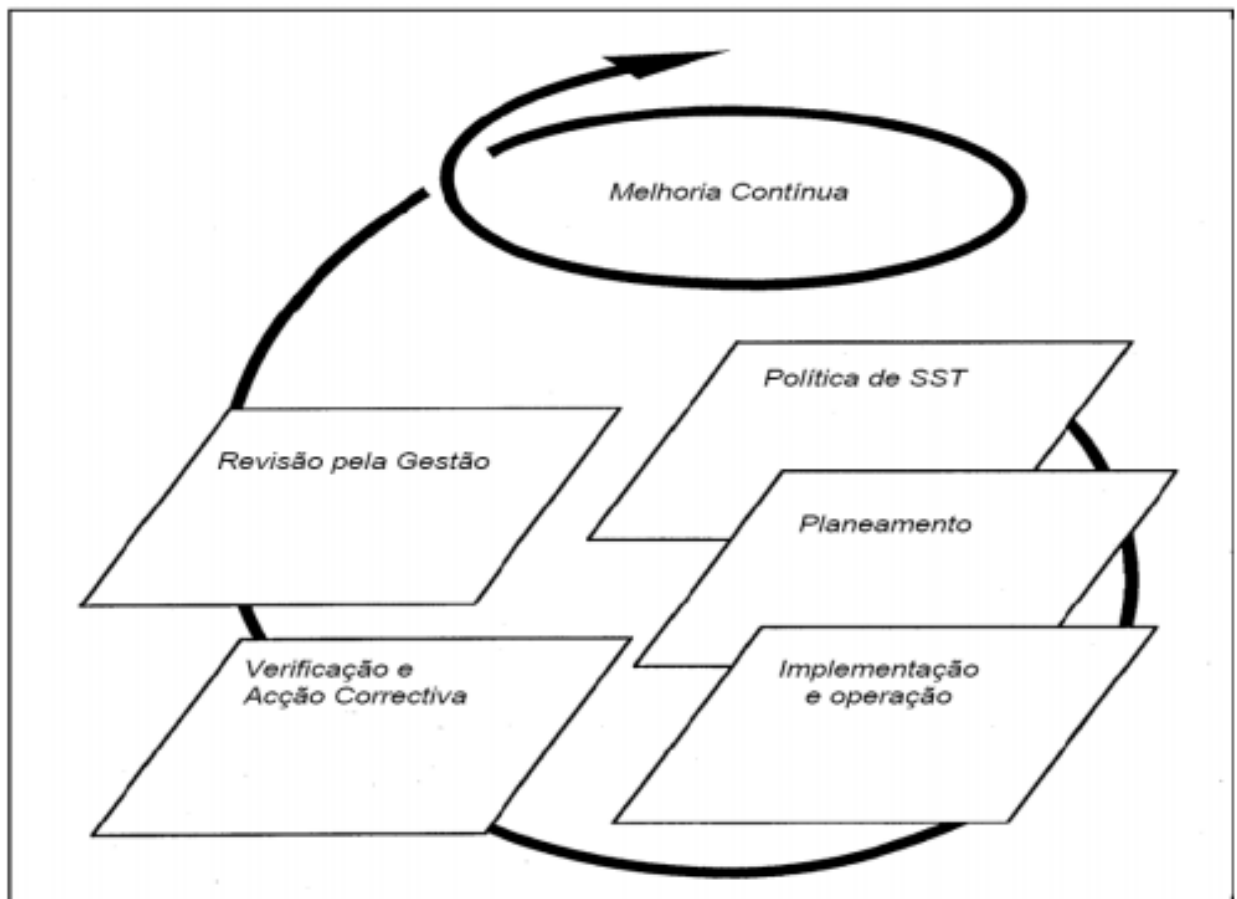 Melhoria Contínua
Política de SST
Revisão pela Gestão
Planeamento
Verificação e
Acção Correctiva
Implementação
e operação